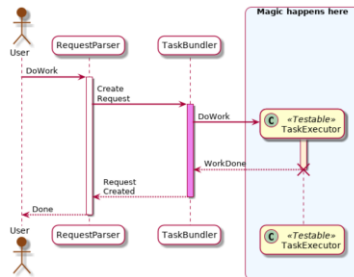 Magic happens here
User
RequestParser
TaskBundler
DoWork
Create
Request
DoWork
C
«Testable»
TaskExecutor
WorkDone
Request
Created
Done
User
RequestParser
TaskBundler
C
«Testable»
TaskExecutor